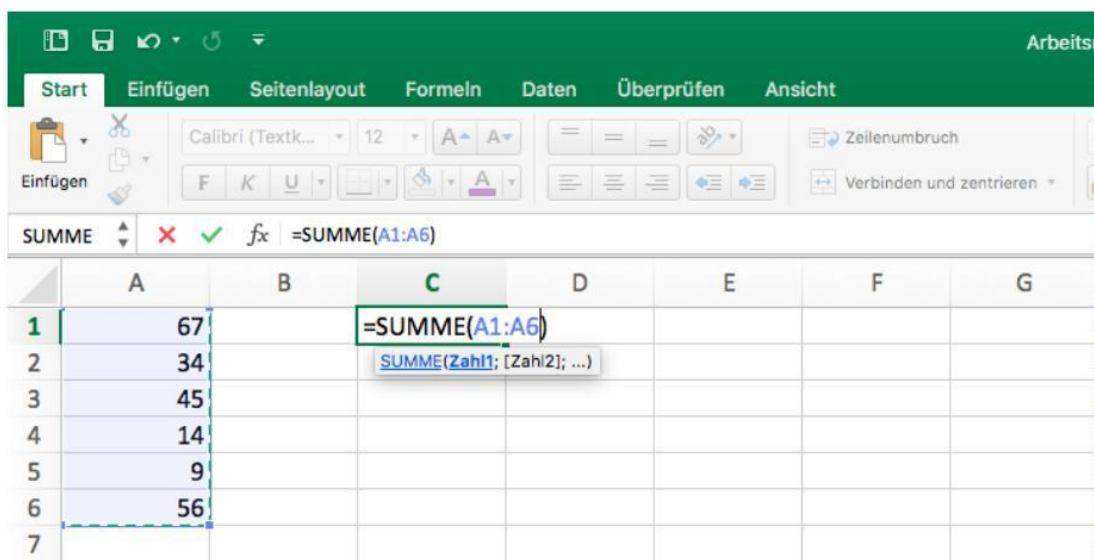 Arbeits
Start Einfügen Seitenlayout Formeln Daten Überprüfen Ansicht
Calibri (Textk... 12 A A Zeilenumbruch
Einfügen F K U A Verbinden und zentrieren
SUMME fx =SUMME(A1:A6)
A B C D E F G
1 67 =SUMME(A1:A6)
2 34 SUMME(Zahl1; [Zahl2]; ...)
3 45
4 14
5 9
6 56
7